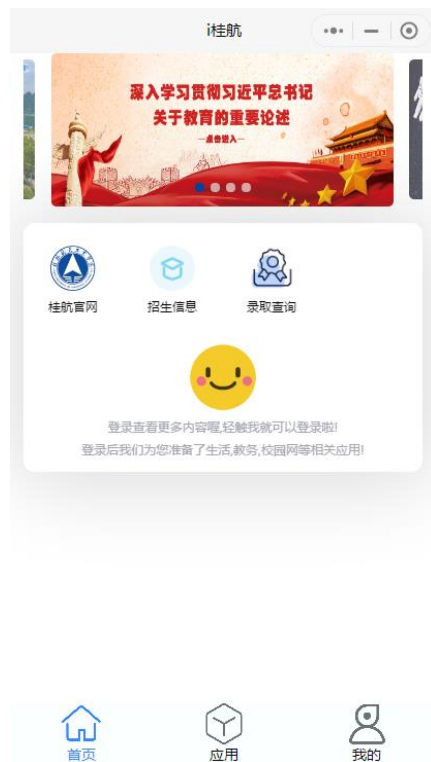 i桂航
深入学习贯彻习近平总书记
关于教育的重要论述
—点击进入—
桂航官网
招生信息
录取查询
登录查看更多内容喔,轻触我就可以登录啦!
登录后我们为您准备了生活,教务,校园网等相关应用!
首页
应用
我的